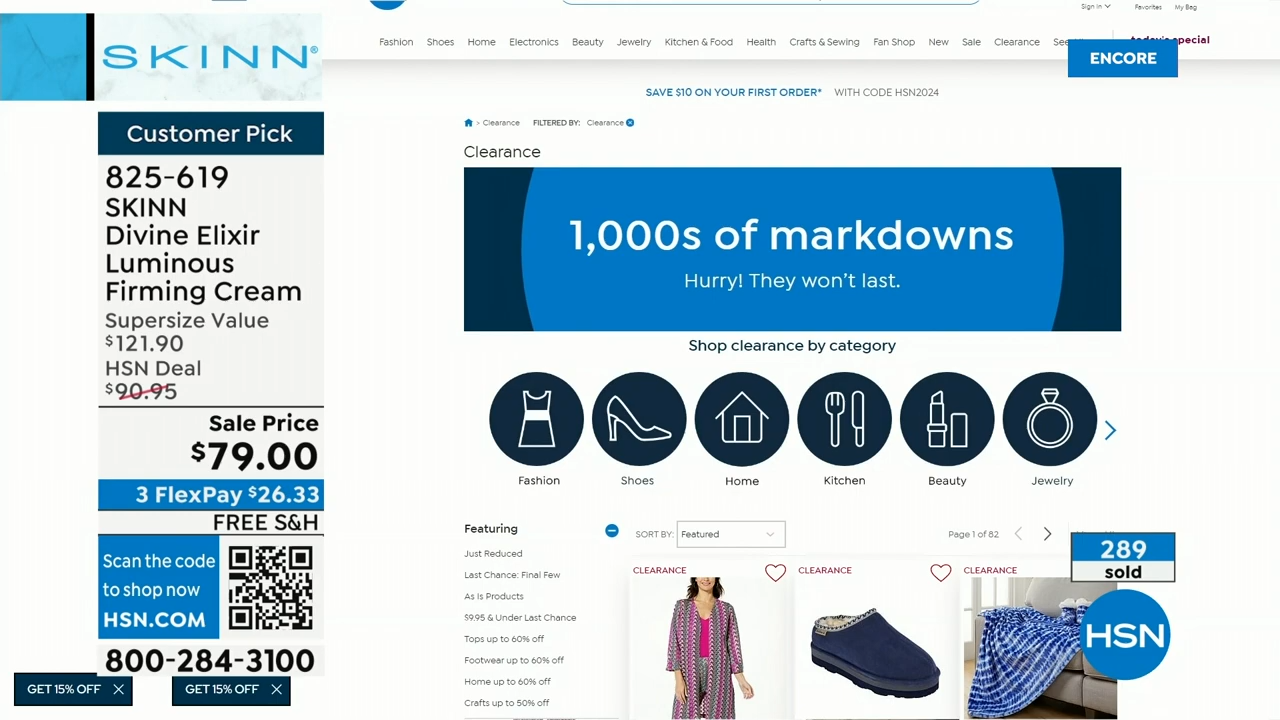 Sign In
Favorites
My Bag
SKINN®
Fashion Shoes Home Electronics Beauty Jewelry Kitchen & Food Health Crafts & Sewing Fan Shop New Sale Clearance
today's special
ENCORE
SAVE $10 ON YOUR FIRST ORDER* WITH CODE HSN2024
Customer Pick
825-619
SKINN
Divine Elixir
Luminous
Firming Cream
Supersize Value
$121.90
HSN Deal
$90.95
Sale Price
$79.00
3 FlexPay $26.33
FREE S&H
Scan the code
to shop now
HSN.COM
800-284-3100
GET 15% OFF
GET 15% OFF
> Clearance FILTERED BY: Clearance
Clearance
1,000s of markdowns
Hurry! They won't last.
Shop clearance by category
Fashion Shoes Home Kitchen Beauty Jewelry
Featuring
Just Reduced
Last Chance: Final Few
As Is Products
$9.95 & Under Last Chance
Tops up to 60% off
Footwear up to 60% off
Home up to 60% off
Crafts up to 50% off
SORT BY: Featured
Page 1 of 82
CLEARANCE
CLEARANCE
CLEARANCE
289
sold
HSN